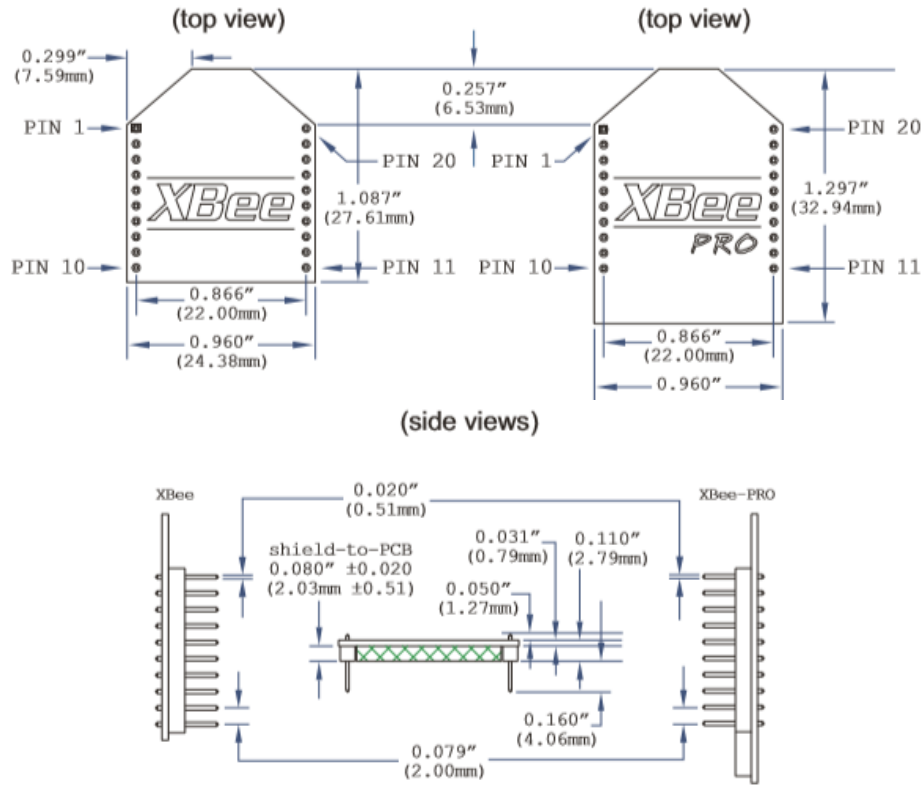 (top view)
(top view)
0.299"
(7.59mm)
0.257"
(6.53mm)
PIN 1
PIN 20
PIN 1
PIN 20
XBee
1.087"
(27.61mm)
XBee
PRO
1.297"
(32.94mm)
PIN 10
PIN 11
PIN 10
PIN 11
0.866"
(22.00mm)
0.960"
(24.38mm)
0.866"
(22.00mm)
0.960"
(side views)
XBee
0.020"
(0.51mm)
XBee-PRO
shield-to-PCB
0.080" ±0.020
(2.03mm ±0.51)
0.031"
(0.79mm)
0.110"
(2.79mm)
0.050"
(1.27mm)
0.160"
(4.06mm)
0.079"
(2.00mm)